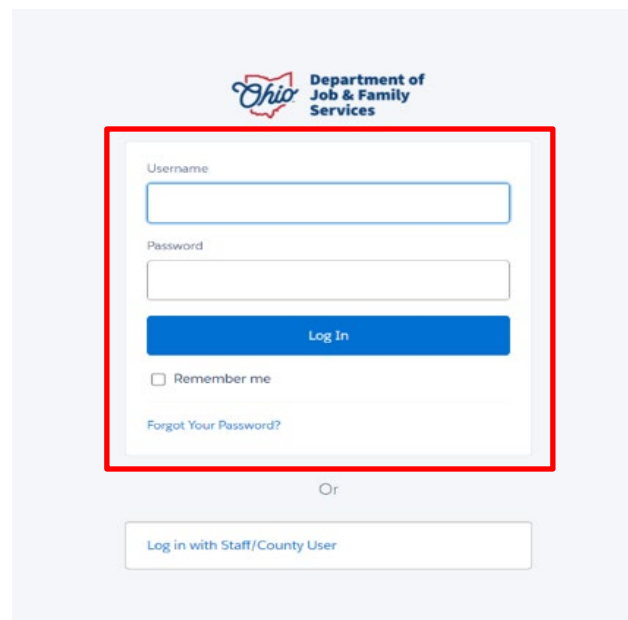 Ohio
Department of
Job & Family
Services
Username
Password
Log In
Remember me
Forgot Your Password?
Or
Log in with Staff/County User